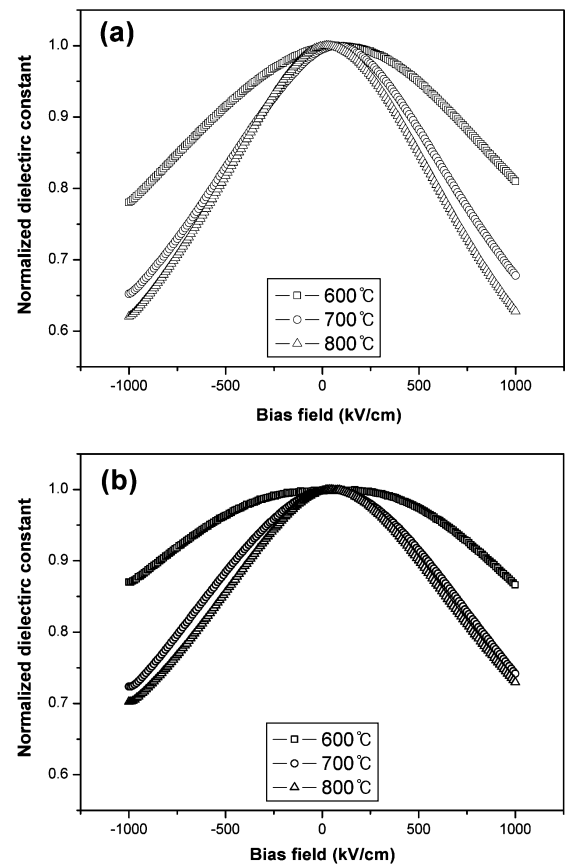 (a)
1.0
0.9
0.8
0.7
0.6
Normalized dielectirc constant
600℃
700℃
800℃
-1000 -500 0 500 1000
Bias field (kV/cm)
(b)
1.0
0.9
0.8
0.7
0.6
Normalized dielectirc constant
600℃
700℃
800℃
-1000 -500 0 500 1000
Bias field (kV/cm)